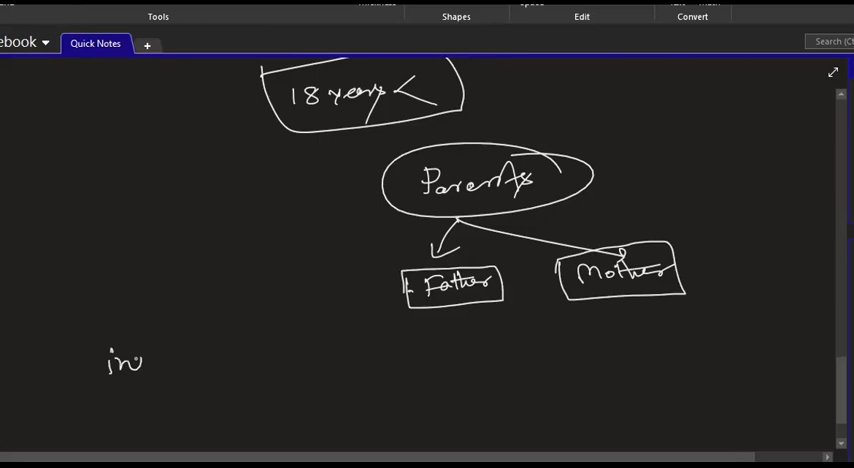 Tools
Shapes
Edit
Convert
ebook
Quick Notes
+
Search (C
18 years <
Parents
Father
Mother
in